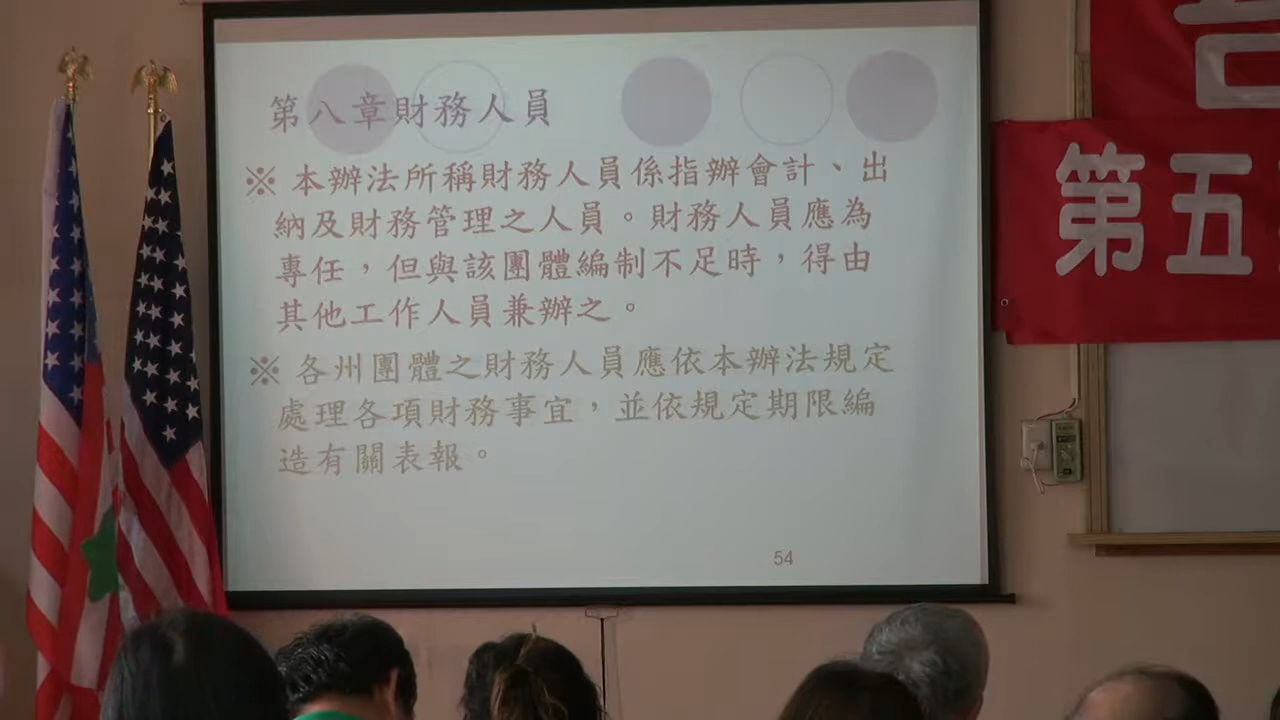 第八章財務人員
※ 本辦法所稱財務人員係指辦會計、出
納及財務管理之人員。財務人員應為
專任，但與該團體編制不足時，得由
其他工作人員兼辦之。
※ 各州團體之財務人員應依本辦法規定
處理各項財務事宜，並依規定期限編
造有關表報。
54
第五